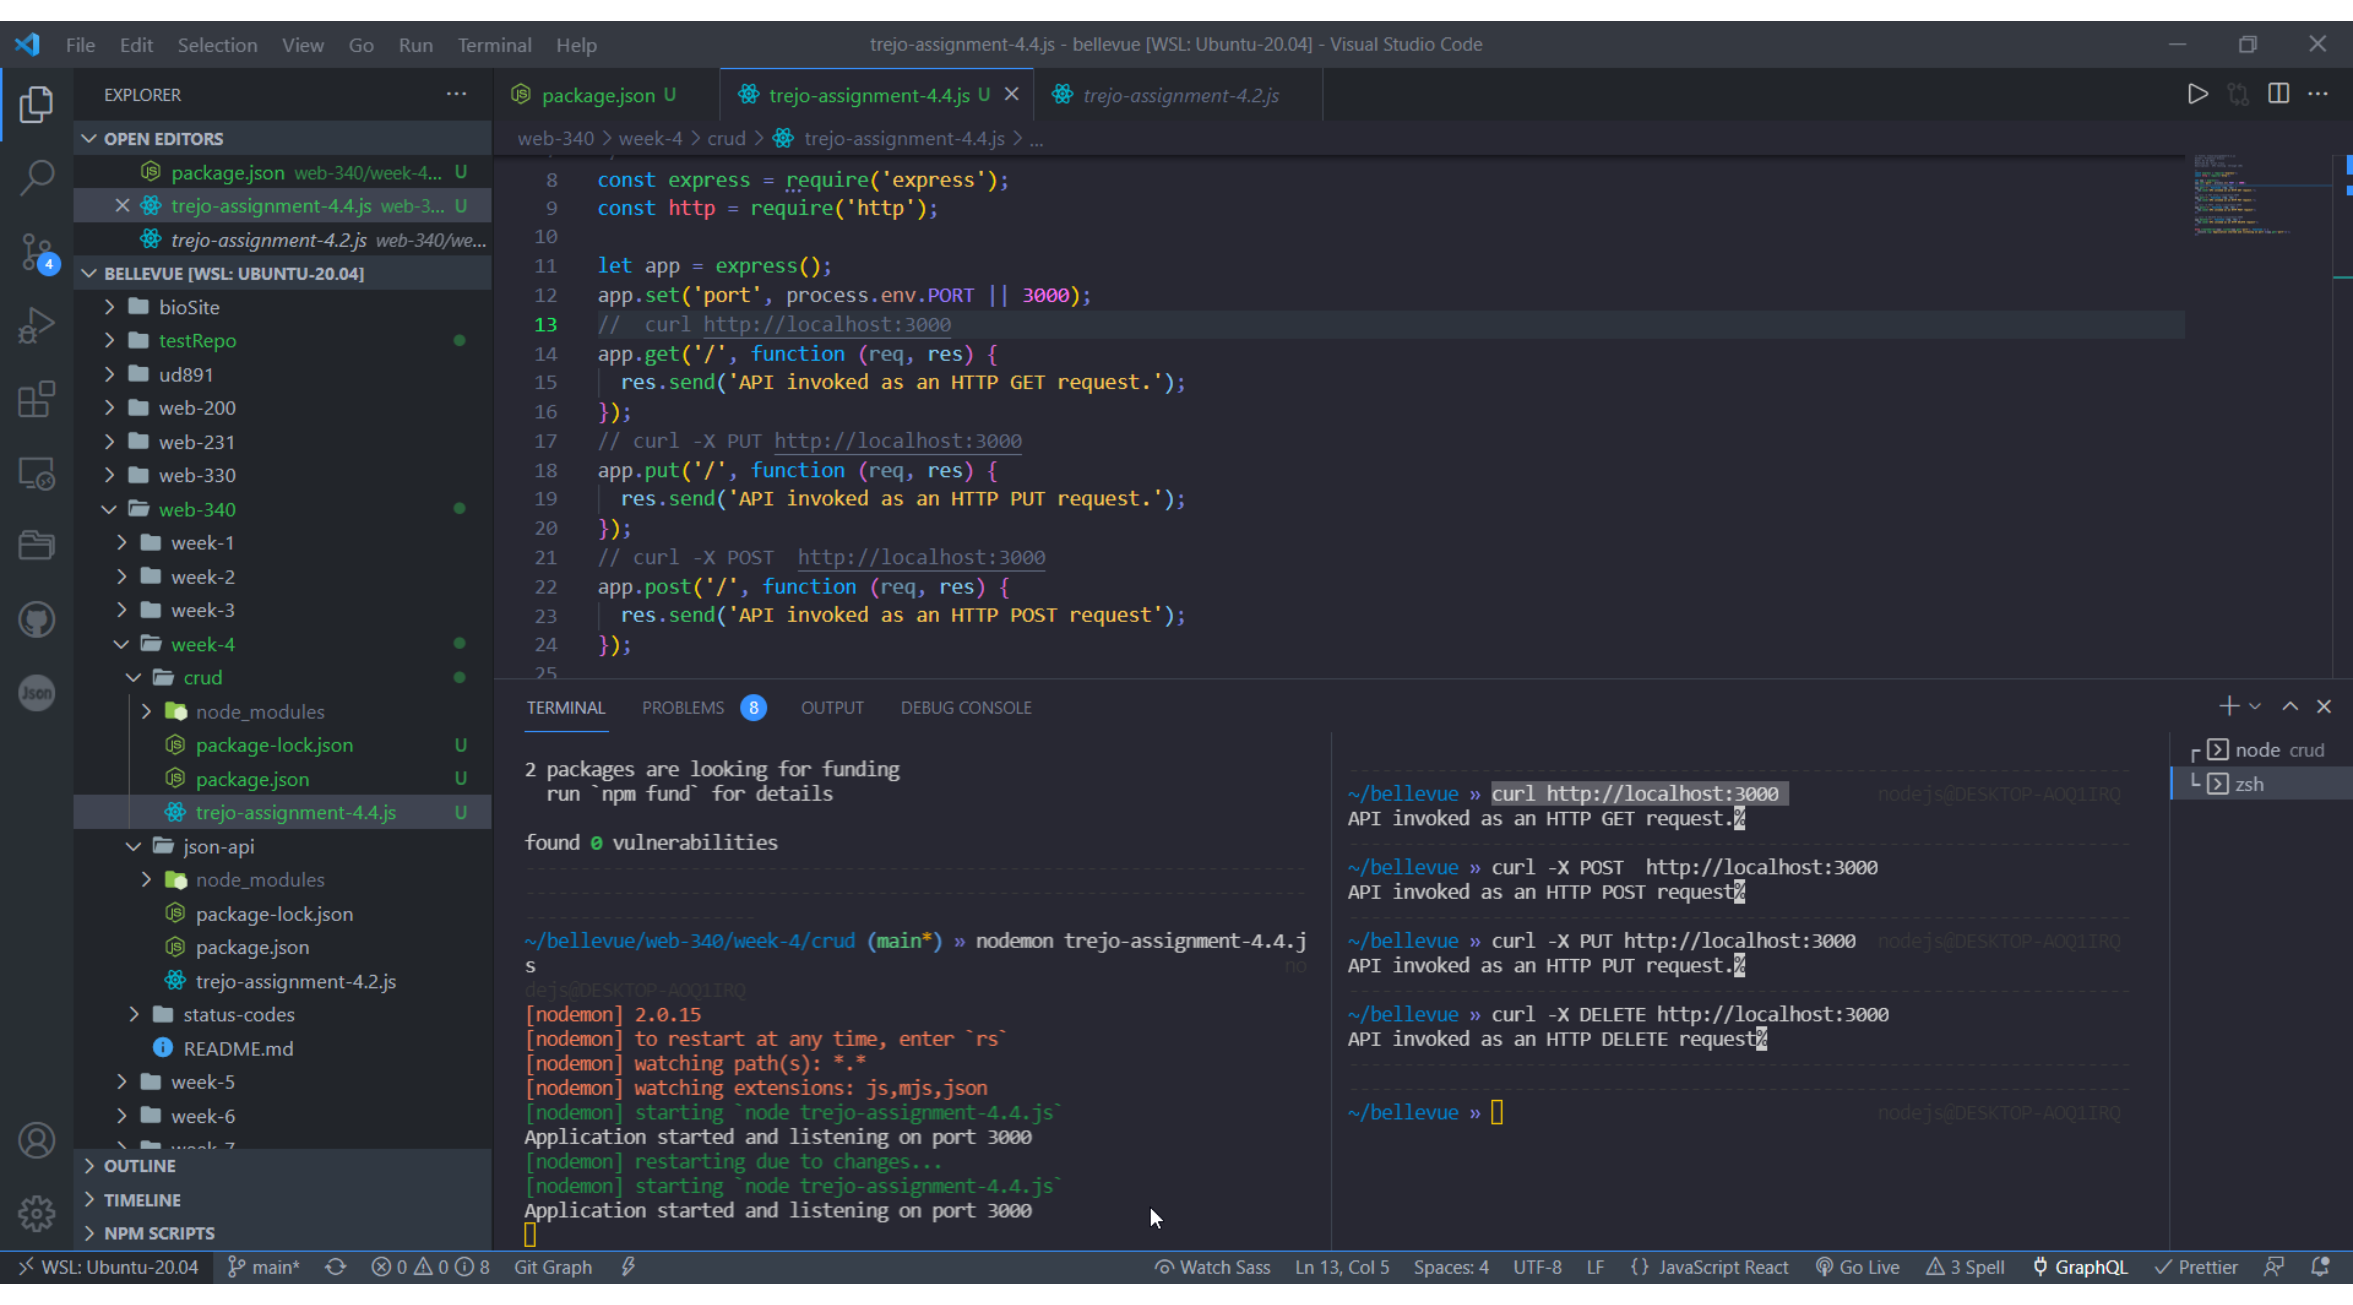 File Edit Selection View Go Run Terminal Help
trejo-assignment-4.4.js - bellevue [WSL: Ubuntu-20.04] - Visual Studio Code
EXPLORER
OPEN EDITORS
package.json web-340/week-4... U
trejo-assignment-4.4.js web-3... U
trejo-assignment-4.2.js web-340/we...
BELLEVUE [WSL: UBUNTU-20.04]
bioSite
testRepo
ud891
web-200
web-231
web-330
web-340
week-1
week-2
week-3
week-4
crud
node_modules
package-lock.json U
package.json U
trejo-assignment-4.4.js U
json-api
node_modules
package-lock.json
package.json
trejo-assignment-4.2.js
status-codes
README.md
week-5
week-6
week-7
OUTLINE
TIMELINE
NPM SCRIPTS
4
Json
package.json U
trejo-assignment-4.4.js U
trejo-assignment-4.2.js
web-340 > week-4 > crud > trejo-assignment-4.4.js > ...
8 const express = require('express');
9 const http = require('http');
10
11 let app = express();
12 app.set('port', process.env.PORT || 3000);
13 //  curl http://localhost:3000
14 app.get('/', function (req, res) {
15 res.send('API invoked as an HTTP GET request.');
16 });
17 // curl -X PUT http://localhost:3000
18 app.put('/', function (req, res) {
19 res.send('API invoked as an HTTP PUT request.');
20 });
21 // curl -X POST  http://localhost:3000
22 app.post('/', function (req, res) {
23 res.send('API invoked as an HTTP POST request');
24 });
25
TERMINAL PROBLEMS 8 OUTPUT DEBUG CONSOLE
2 packages are looking for funding
run `npm fund` for details
found 0 vulnerabilities
~/bellevue/web-340/week-4/crud (main*) » nodemon trejo-assignment-4.4.j
s no
dejs@DESKTOP-AOQ1IRQ
[nodemon] 2.0.15
[nodemon] to restart at any time, enter `rs`
[nodemon] watching path(s): *.*
[nodemon] watching extensions: js,mjs,json
[nodemon] starting `node trejo-assignment-4.4.js`
Application started and listening on port 3000
[nodemon] restarting due to changes...
[nodemon] starting `node trejo-assignment-4.4.js`
Application started and listening on port 3000
~/bellevue » curl http://localhost:3000 nodejs@DESKTOP-AOQ1IRQ
API invoked as an HTTP GET request.%
~/bellevue » curl -X POST  http://localhost:3000
API invoked as an HTTP POST request%
~/bellevue » curl -X PUT http://localhost:3000 nodejs@DESKTOP-AOQ1IRQ
API invoked as an HTTP PUT request.%
~/bellevue » curl -X DELETE http://localhost:3000
API invoked as an HTTP DELETE request%
~/bellevue » nodejs@DESKTOP-AOQ1IRQ
node crud
zsh
WSL: Ubuntu-20.04 main* 0 0 8 Git Graph Watch Sass Ln 13, Col 5 Spaces: 4 UTF-8 LF {} JavaScript React Go Live 3 Spell GraphQL Prettier